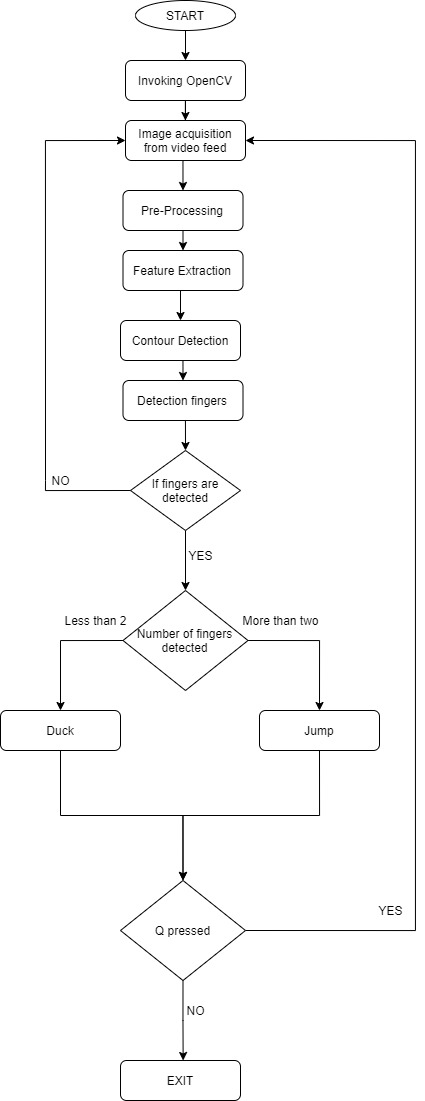 START
Invoking OpenCV
Image acquisition
from video feed
Pre-Processing
Feature Extraction
Contour Detection
Detection fingers
If fingers are
detected
NO
YES
Less than 2
More than two
Number of fingers
detected
Duck
Jump
YES
Q pressed
NO
EXIT